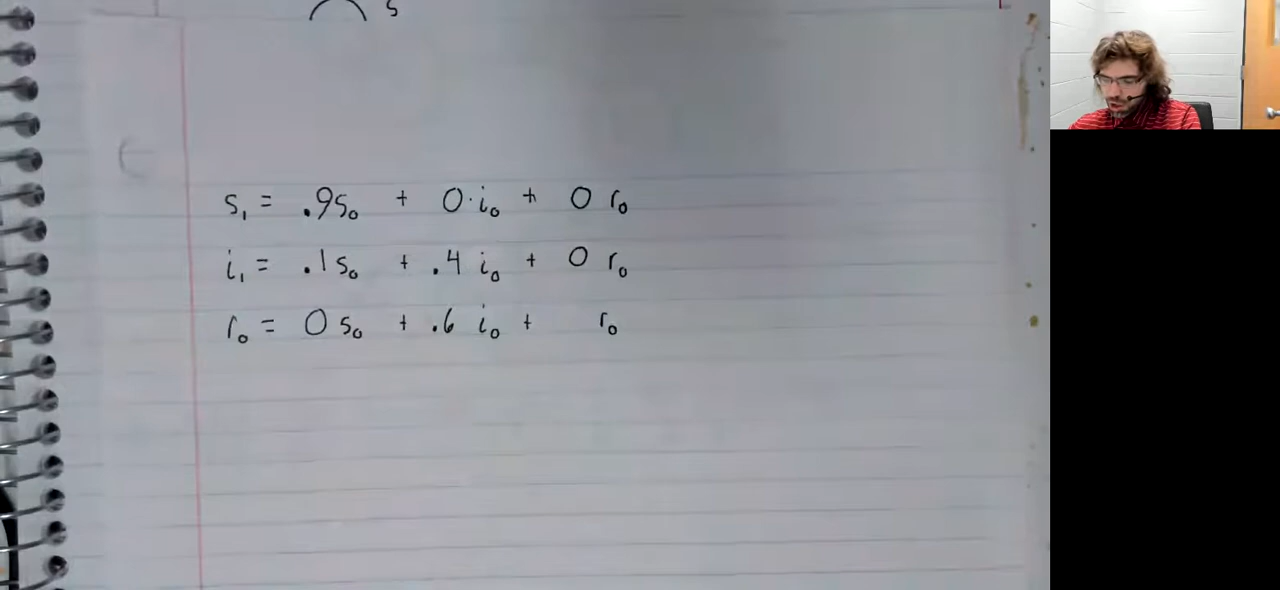 s
s₁ = .9s₀ + 0·i₀ + 0 r₀
i₁ = .1s₀ + .4 i₀ + 0 r₀
r₀ = 0 s₀ + .6 i₀ + r₀